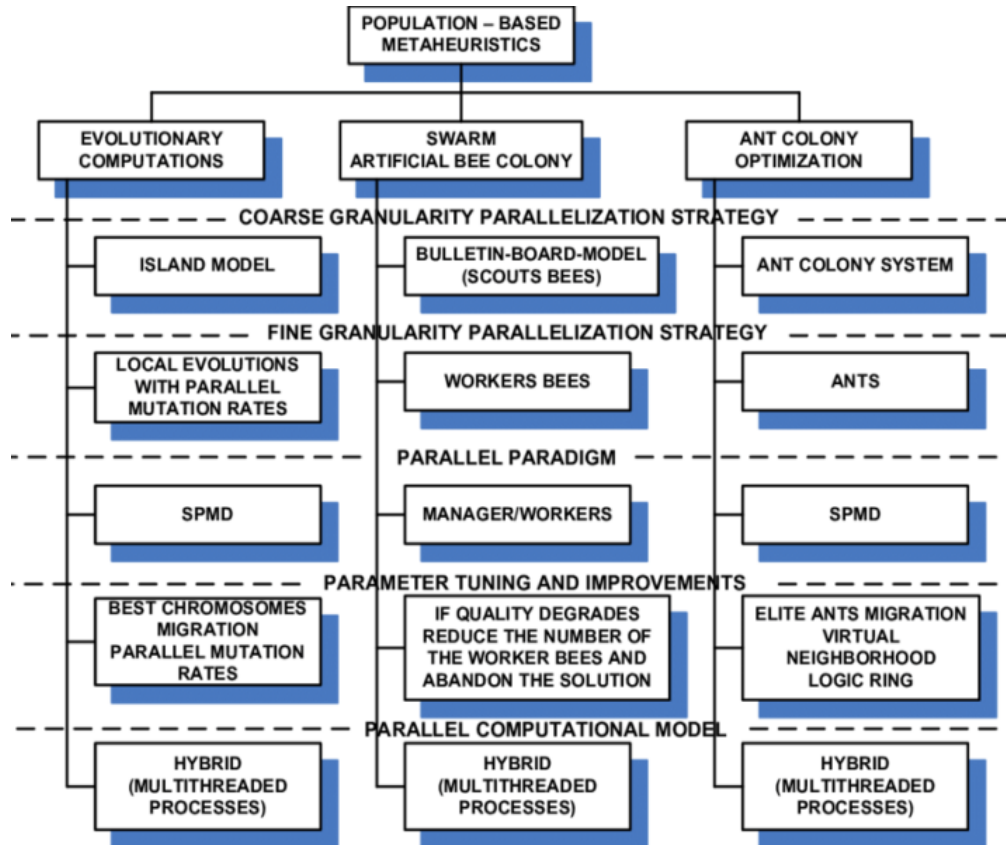 POPULATION – BASED
METAHEURISTICS
EVOLUTIONARY
COMPUTATIONS
SWARM
ARTIFICIAL BEE COLONY
ANT COLONY
OPTIMIZATION
COARSE GRANULARITY PARALLELIZATION STRATEGY
ISLAND MODEL
BULLETIN-BOARD-MODEL
(SCOUTS BEES)
ANT COLONY SYSTEM
FINE GRANULARITY PARALLELIZATION STRATEGY
LOCAL EVOLUTIONS
WITH PARALLEL
MUTATION RATES
WORKERS BEES
ANTS
PARALLEL PARADIGM
SPMD
MANAGER/WORKERS
SPMD
PARAMETER TUNING AND IMPROVEMENTS
BEST CHROMOSOMES
MIGRATION
PARALLEL MUTATION
RATES
IF QUALITY DEGRADES
REDUCE THE NUMBER OF
THE WORKER BEES AND
ABANDON THE SOLUTION
ELITE ANTS MIGRATION
VIRTUAL
NEIGHBORHOOD
LOGIC RING
PARALLEL COMPUTATIONAL MODEL
HYBRID
(MULTITHREADED
PROCESSES)
HYBRID
(MULTITHREADED
PROCESSES)
HYBRID
(MULTITHREADED
PROCESSES)